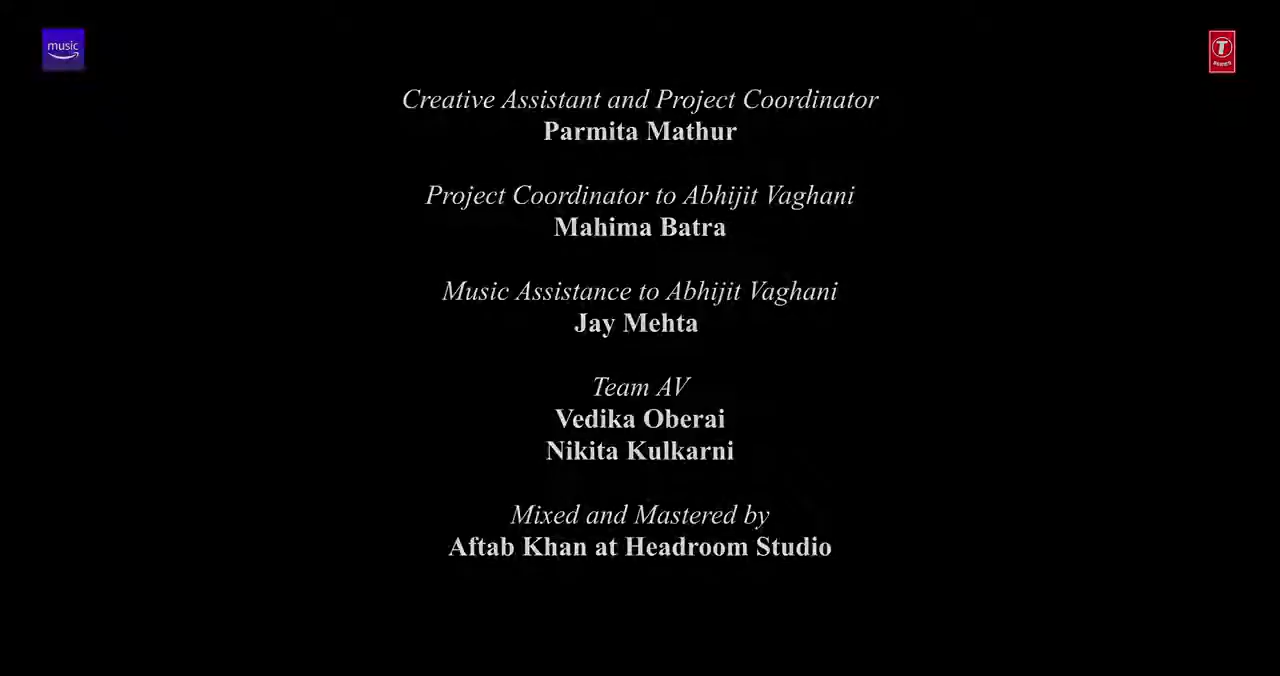 music
T
SERIES
Creative Assistant and Project Coordinator
Parmita Mathur
Project Coordinator to Abhijit Vaghani
Mahima Batra
Music Assistance to Abhijit Vaghani
Jay Mehta
Team AV
Vedika Oberai
Nikita Kulkarni
Mixed and Mastered by
Aftab Khan at Headroom Studio